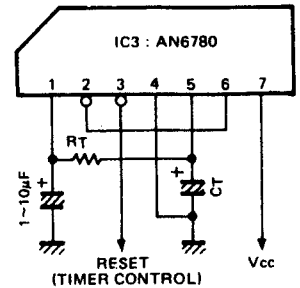 IC3 : AN6780
1 2 3 4 5 6 7
RT
+
+
1~10μF
CT
RESET
(TIMER CONTROL)
Vcc